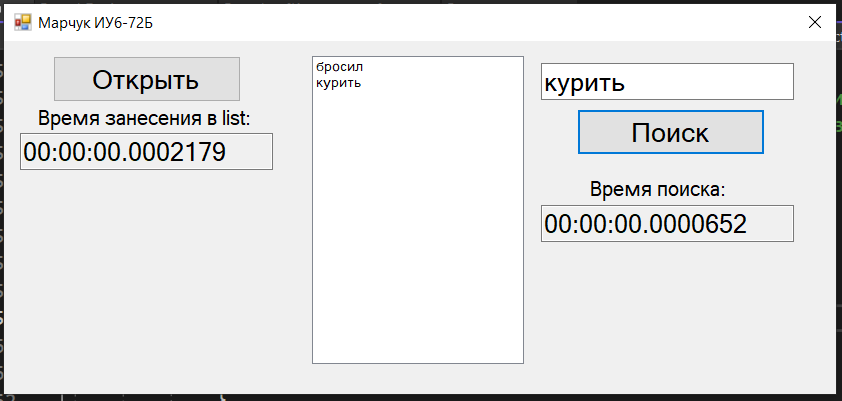 Марчук ИУ6-72Б
Открыть
Время занесения в list:
00:00:00.0002179
бросил
курить
курить
Поиск
Время поиска:
00:00:00.0000652